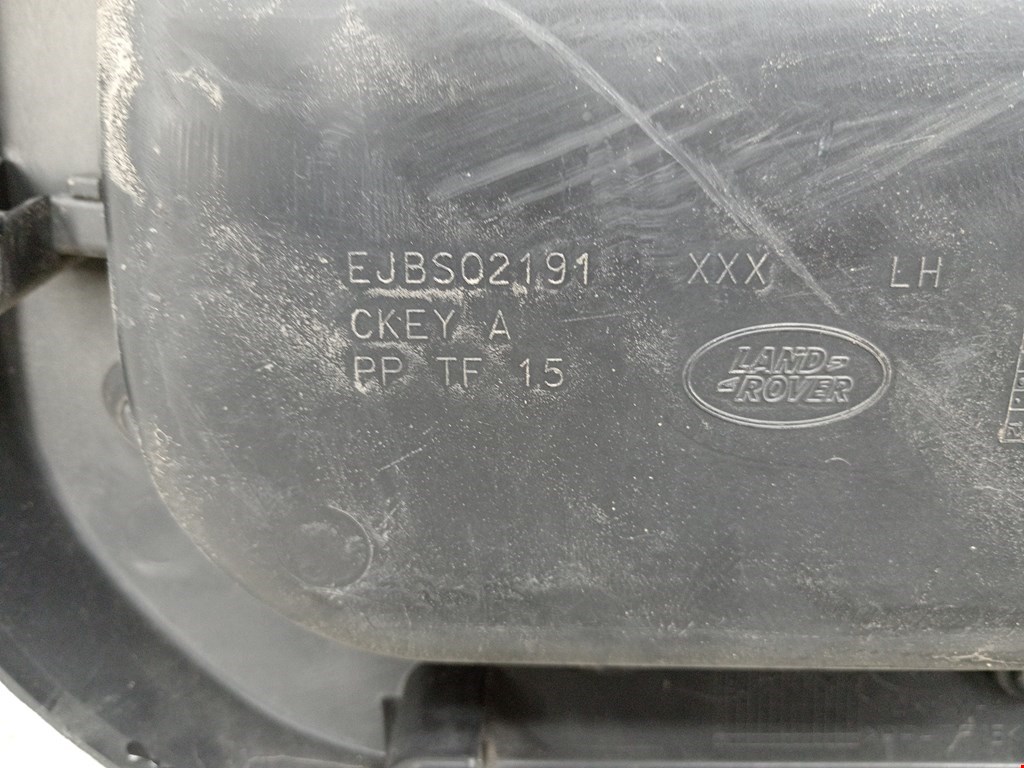 EJBS02191 XXX LH
CKEY A
PP TF 15
LAND
ROVER